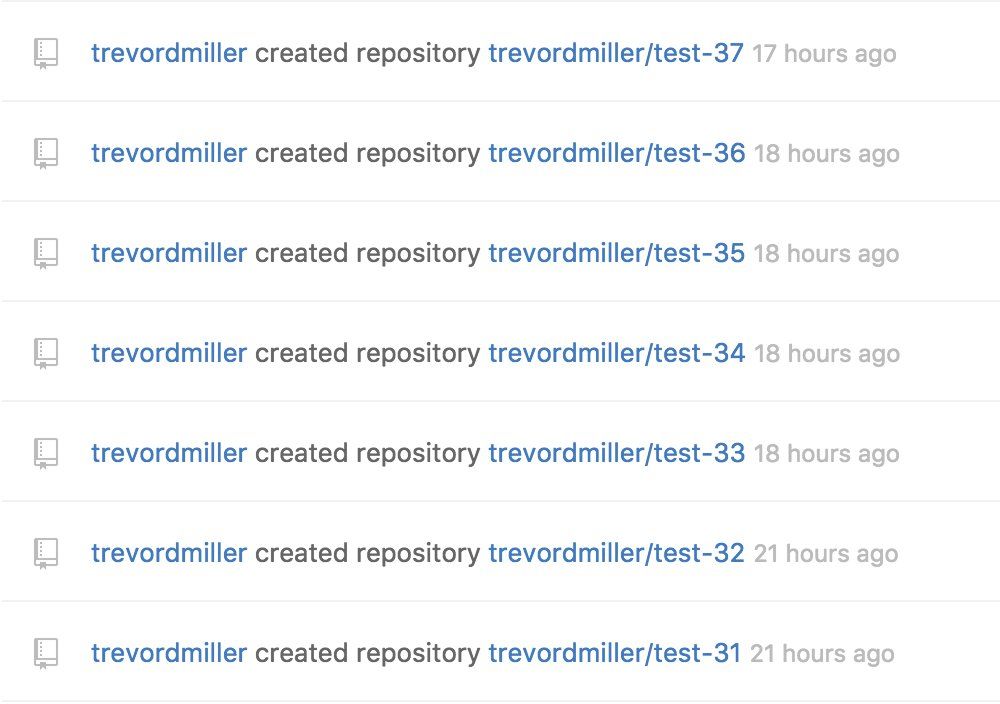 trevordmiller created repository trevordmiller/test-37 17 hours ago
trevordmiller created repository trevordmiller/test-36 18 hours ago
trevordmiller created repository trevordmiller/test-35 18 hours ago
trevordmiller created repository trevordmiller/test-34 18 hours ago
trevordmiller created repository trevordmiller/test-33 18 hours ago
trevordmiller created repository trevordmiller/test-32 21 hours ago
trevordmiller created repository trevordmiller/test-31 21 hours ago